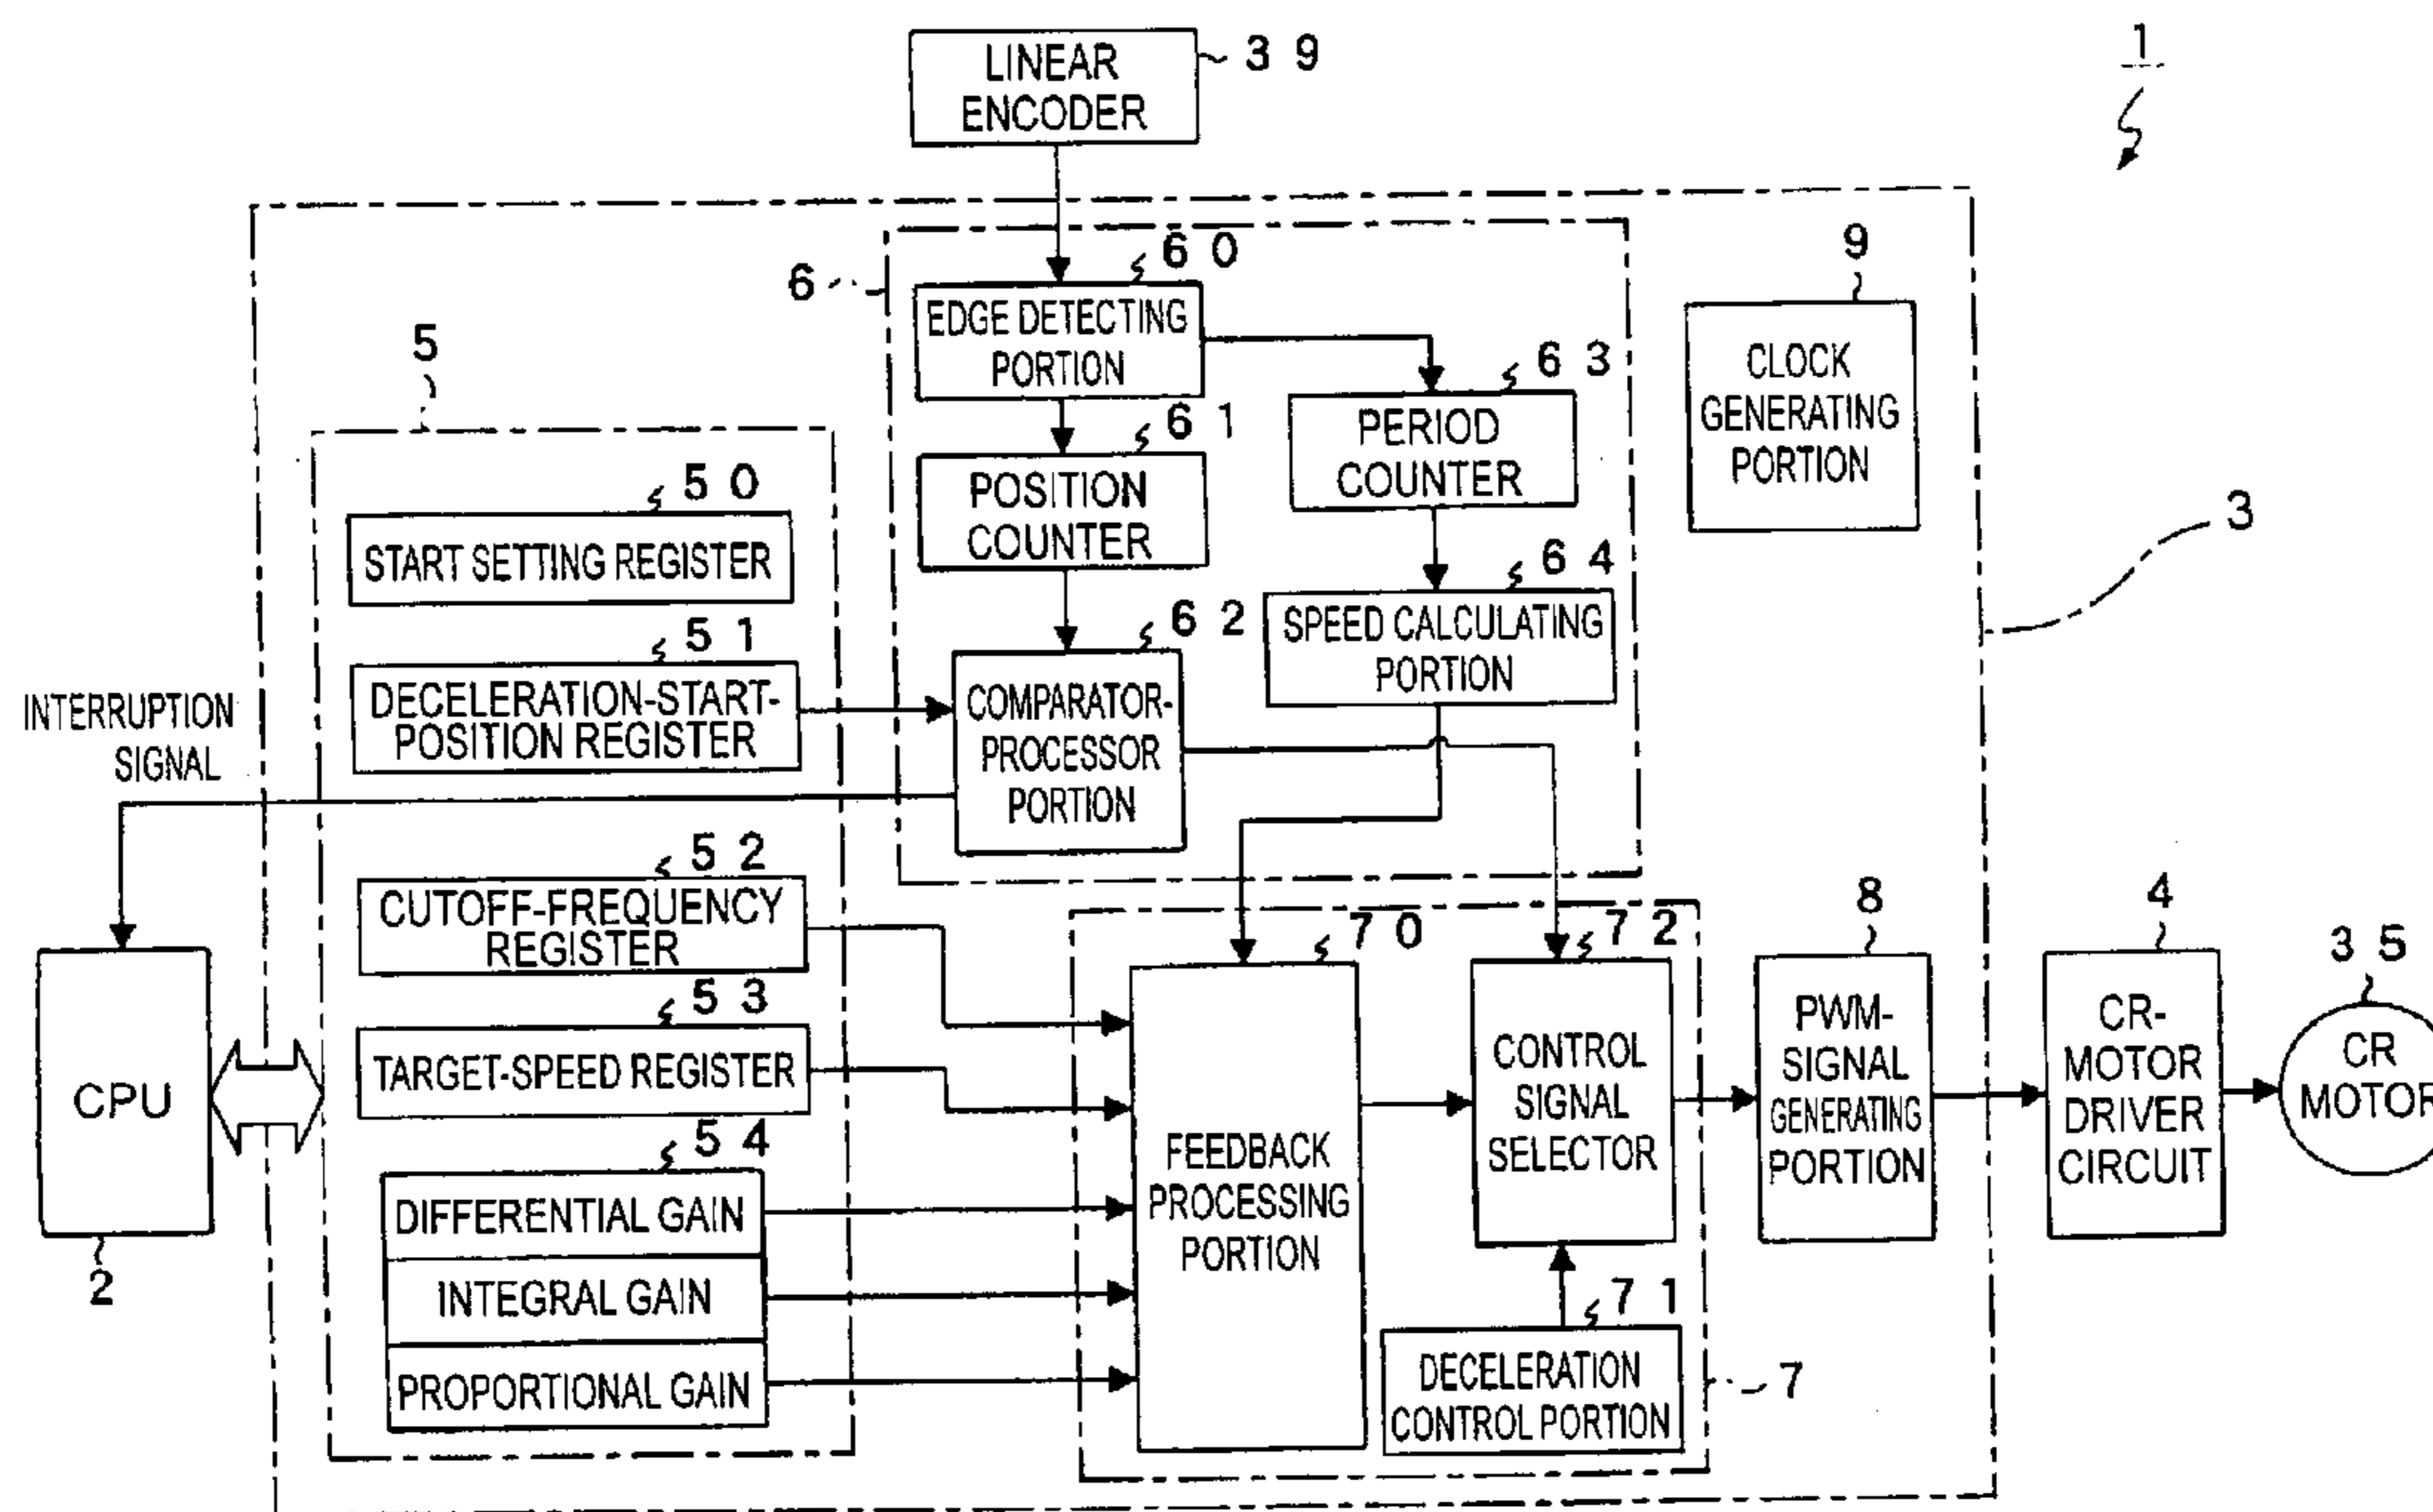 1
LINEAR
ENCODER
39
6
60
EDGE DETECTING
PORTION
9
CLOCK
GENERATING
PORTION
63
PERIOD
COUNTER
5
61
POSITION
COUNTER
3
50
START SETTING REGISTER
64
SPEED CALCULATING
PORTION
51
DECELERATION-START-
POSITION REGISTER
62
COMPARATOR-
PROCESSOR
PORTION
INTERRUPTION
SIGNAL
52
CUTOFF-FREQUENCY
REGISTER
53
TARGET-SPEED REGISTER
54
DIFFERENTIAL GAIN
INTEGRAL GAIN
PROPORTIONAL GAIN
CPU
2
70
FEEDBACK
PROCESSING
PORTION
72
CONTROL
SIGNAL
SELECTOR
71
DECELERATION
CONTROL PORTION
7
8
PWM-
SIGNAL
GENERATING
PORTION
4
CR-
MOTOR
DRIVER
CIRCUIT
35
CR
MOTOR